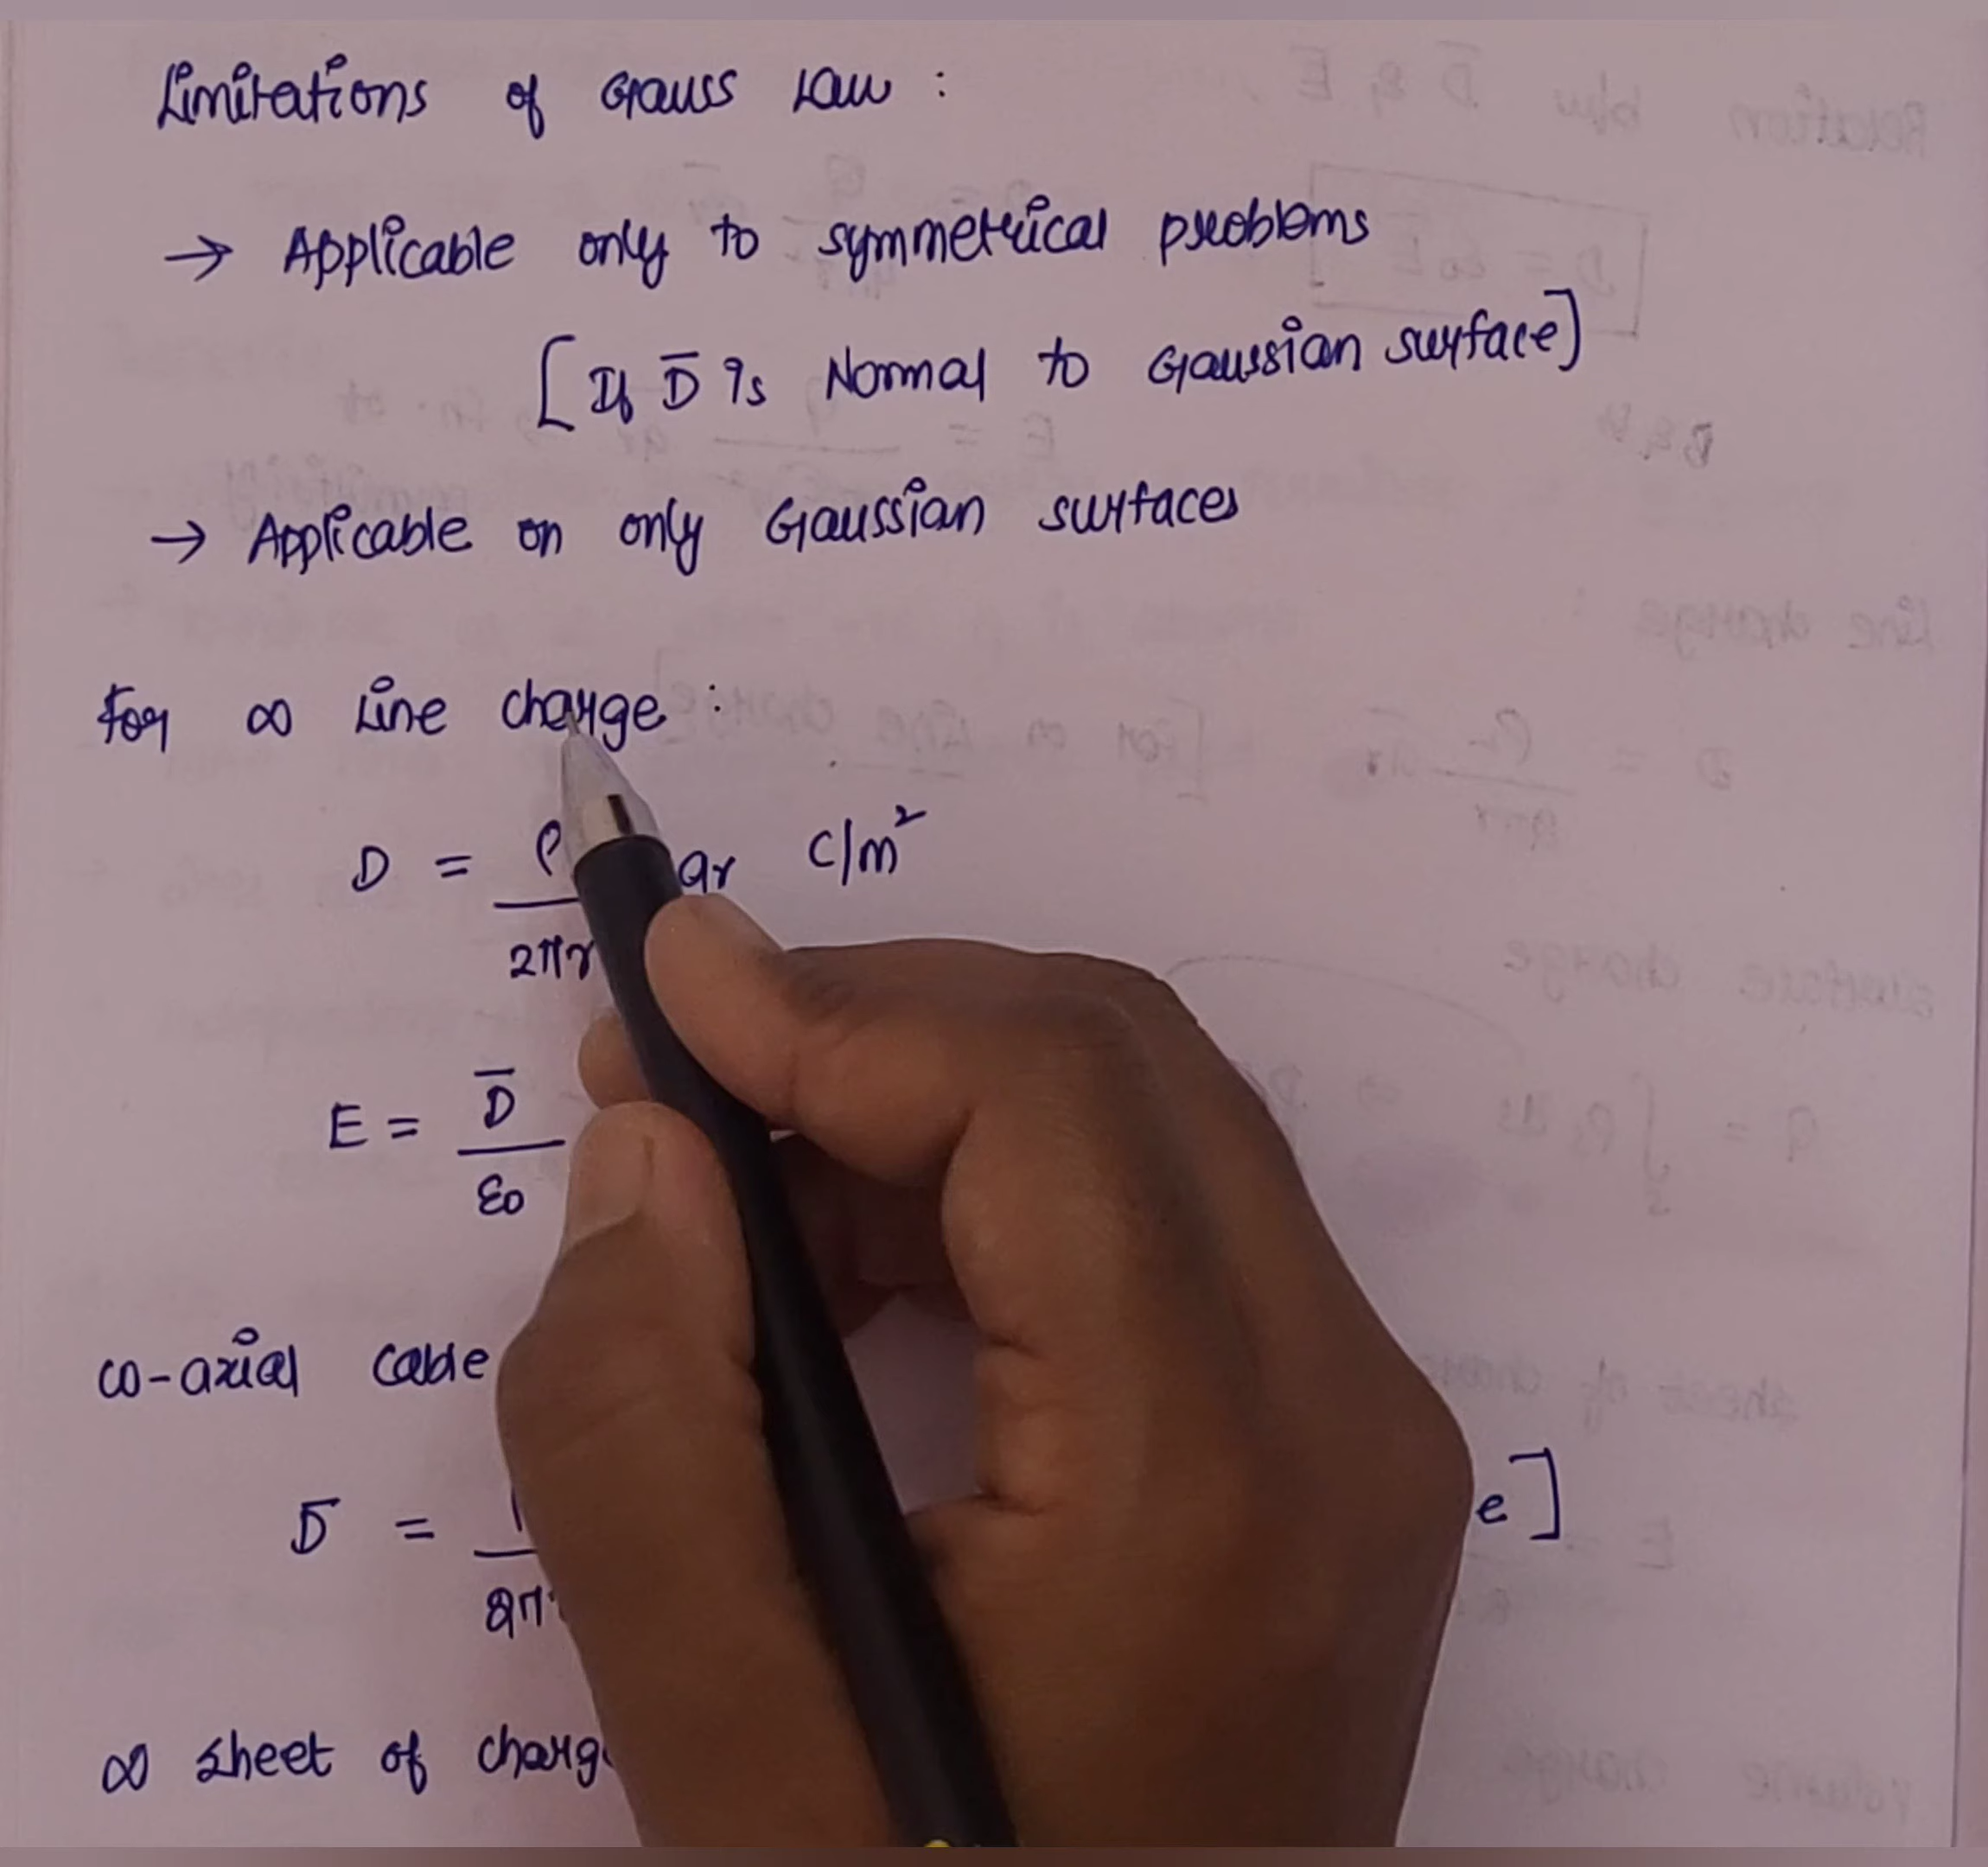 Limitations of Gauss Law :
→ Applicable only to symmetrical problems
[If D̅ is Normal to Gaussian surface]
→ Applicable on only Gaussian surfaces
For ∞ Line charge :
D = ρ / 2πr ar C/m²
E = D̅ / ε0
co-axial cable
D̅ = / 2π
e]
∞ sheet of charg